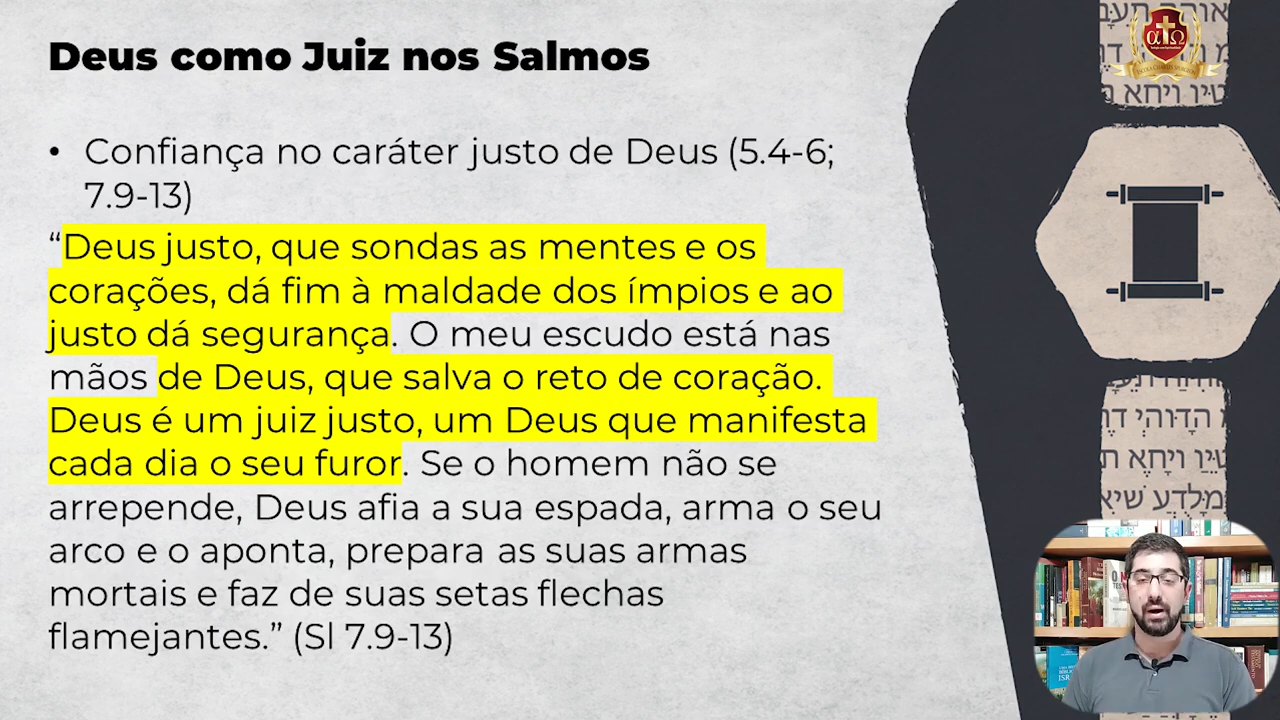 Deus como Juiz nos Salmos
• Confiança no caráter justo de Deus (5.4-6;
7.9-13)
“Deus justo, que sondas as mentes e os
corações, dá fim à maldade dos ímpios e ao
justo dá segurança. O meu escudo está nas
mãos de Deus, que salva o reto de coração.
Deus é um juiz justo, um Deus que manifesta
cada dia o seu furor. Se o homem não se
arrepende, Deus afia a sua espada, arma o seu
arco e o aponta, prepara as suas armas
mortais e faz de suas setas flechas
flamejantes.” (Sl 7.9-13)
α Ω